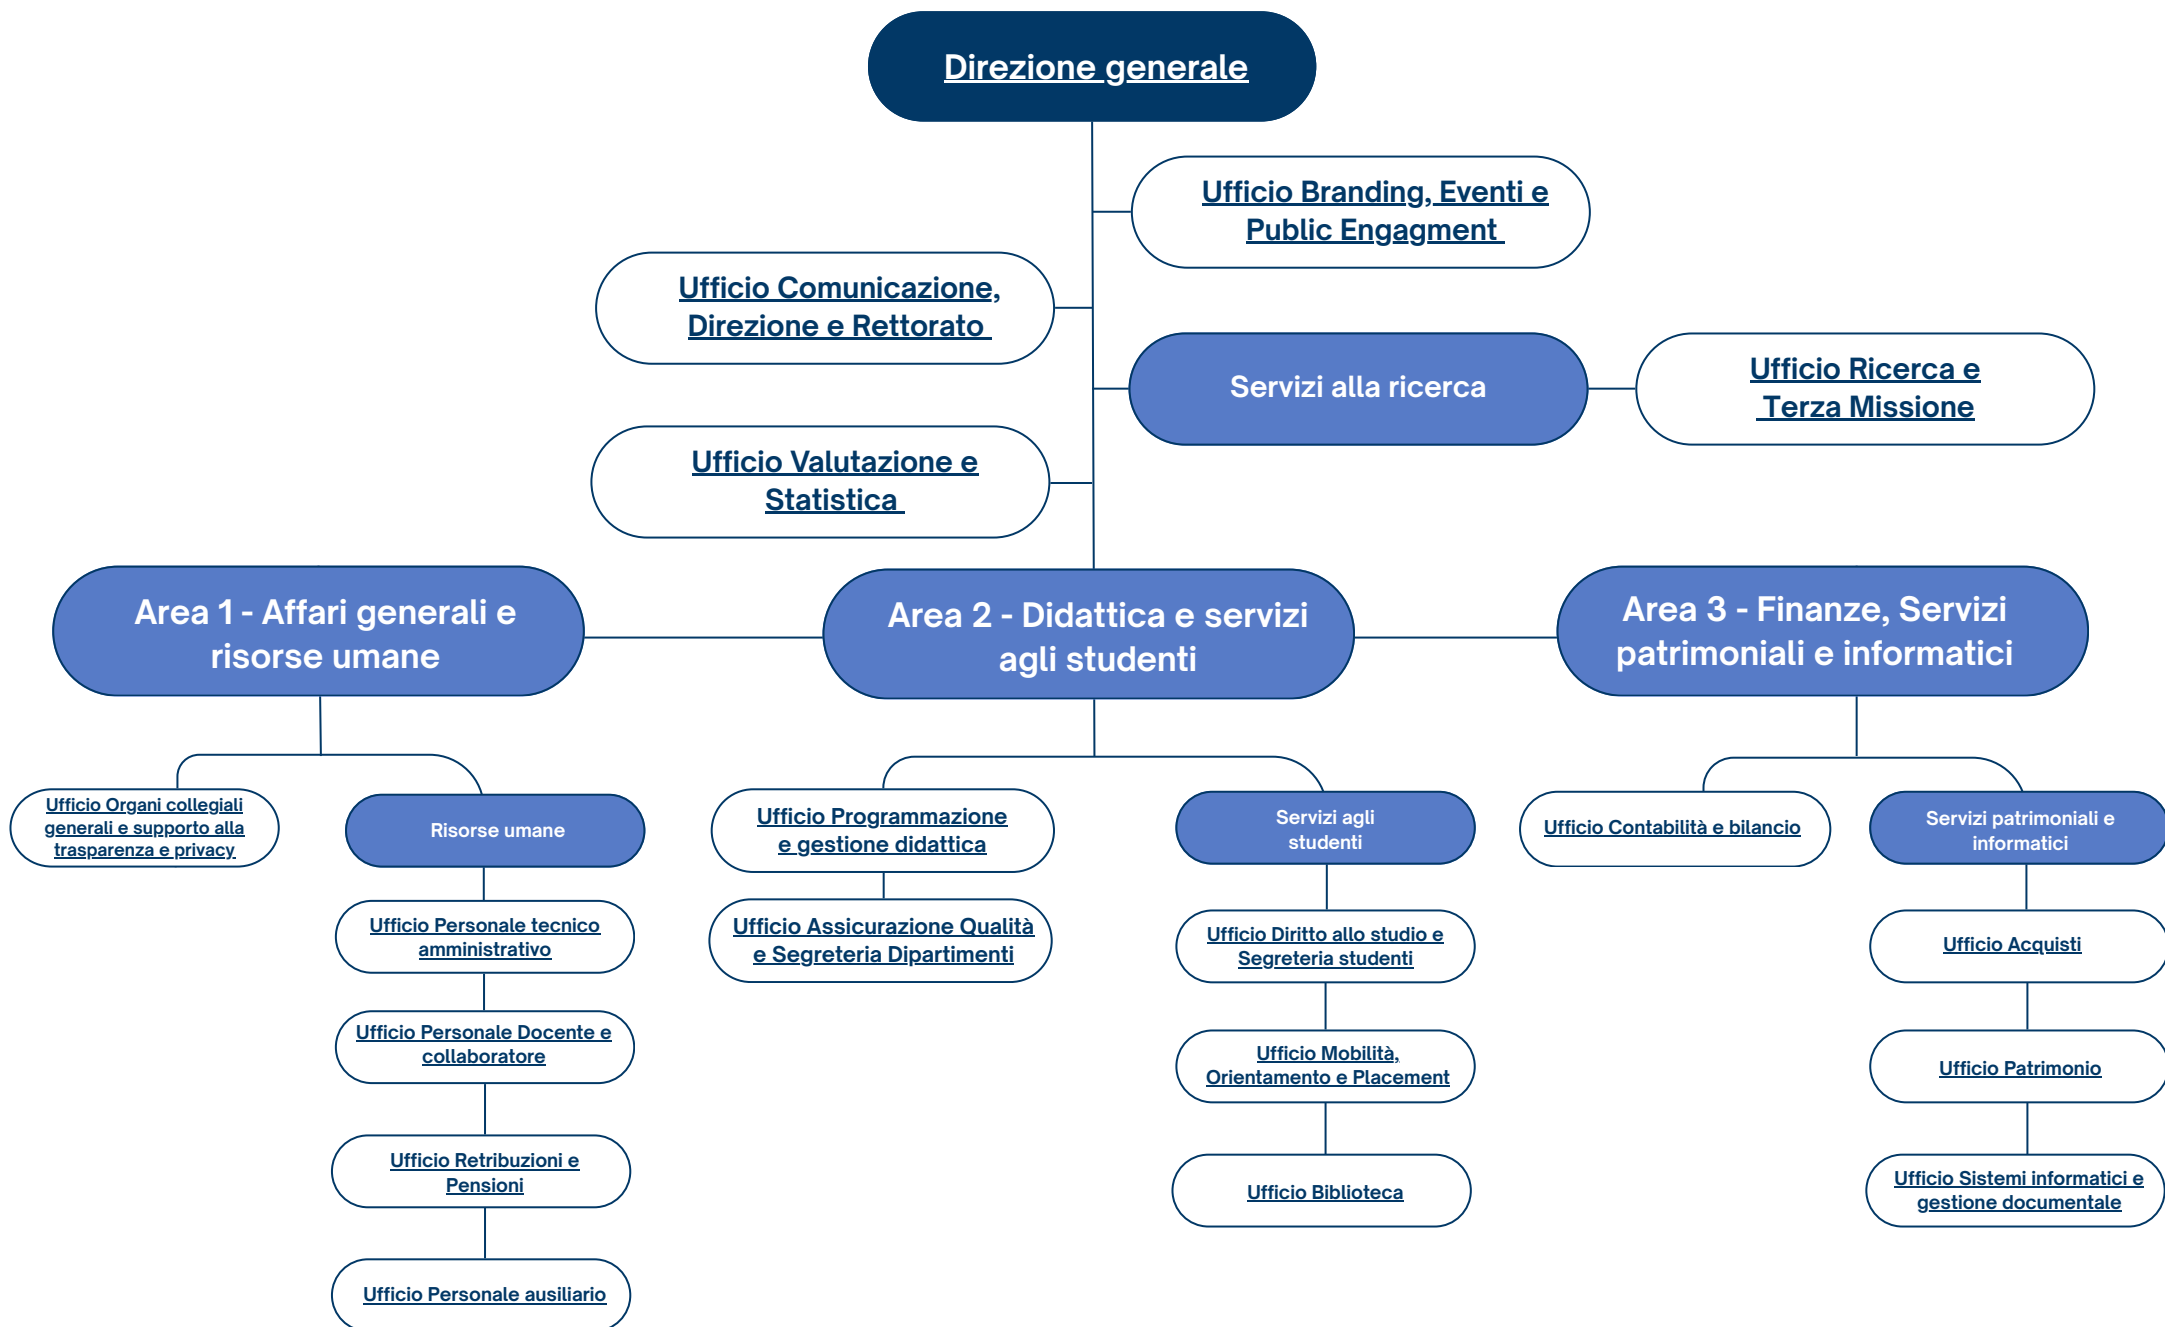 Direzione generale
Ufficio Branding, Eventi e
Public Engagment
Ufficio Comunicazione,
Direzione e Rettorato
Servizi alla ricerca
Ufficio Ricerca e
Terza Missione
Ufficio Valutazione e
Statistica
Area 1 - Affari generali e
risorse umane
Area 2 - Didattica e servizi
agli studenti
Area 3 - Finanze, Servizi
patrimoniali e informatici
Ufficio Organi collegiali
generali e supporto alla
trasparenza e privacy
Risorse umane
Ufficio Personale tecnico
amministrativo
Ufficio Personale Docente e
collaboratore
Ufficio Retribuzioni e
Pensioni
Ufficio Personale ausiliario
Ufficio Programmazione
e gestione didattica
Ufficio Assicurazione Qualità
e Segreteria Dipartimenti
Servizi agli
studenti
Ufficio Diritto allo studio e
Segreteria studenti
Ufficio Mobilità,
Orientamento e Placement
Ufficio Biblioteca
Ufficio Contabilità e bilancio
Servizi patrimoniali e
informatici
Ufficio Acquisti
Ufficio Patrimonio
Ufficio Sistemi informatici e
gestione documentale